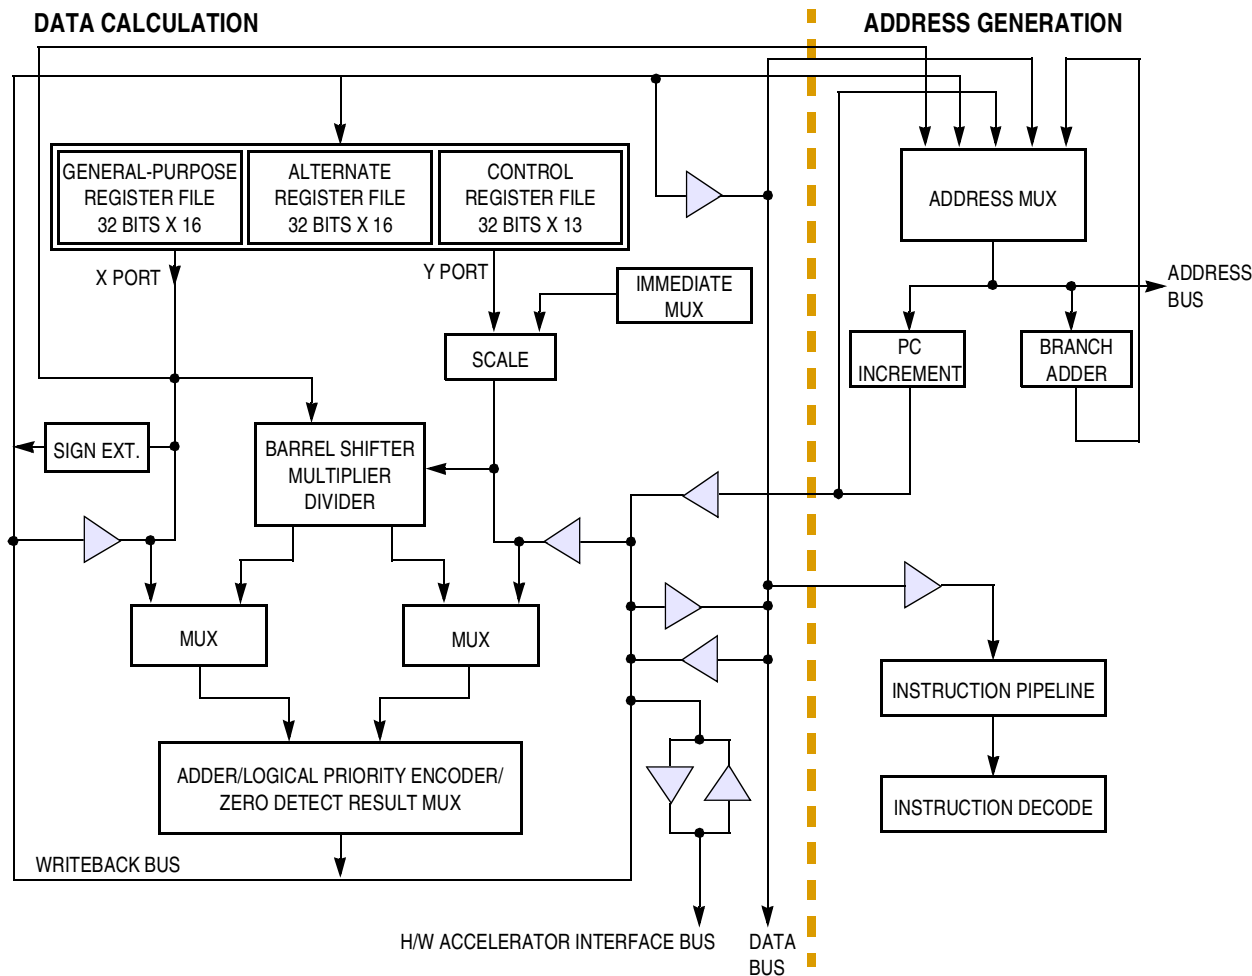 DATA CALCULATION
ADDRESS GENERATION
GENERAL-PURPOSE
REGISTER FILE
32 BITS X 16
ALTERNATE
REGISTER FILE
32 BITS X 16
CONTROL
REGISTER FILE
32 BITS X 13
ADDRESS MUX
X PORT
Y PORT
IMMEDIATE
MUX
ADDRESS
BUS
SCALE
PC
INCREMENT
BRANCH
ADDER
SIGN EXT.
BARREL SHIFTER
MULTIPLIER
DIVIDER
MUX
MUX
INSTRUCTION PIPELINE
ADDER/LOGICAL PRIORITY ENCODER/
ZERO DETECT RESULT MUX
INSTRUCTION DECODE
WRITEBACK BUS
H/W ACCELERATOR INTERFACE BUS
DATA
BUS